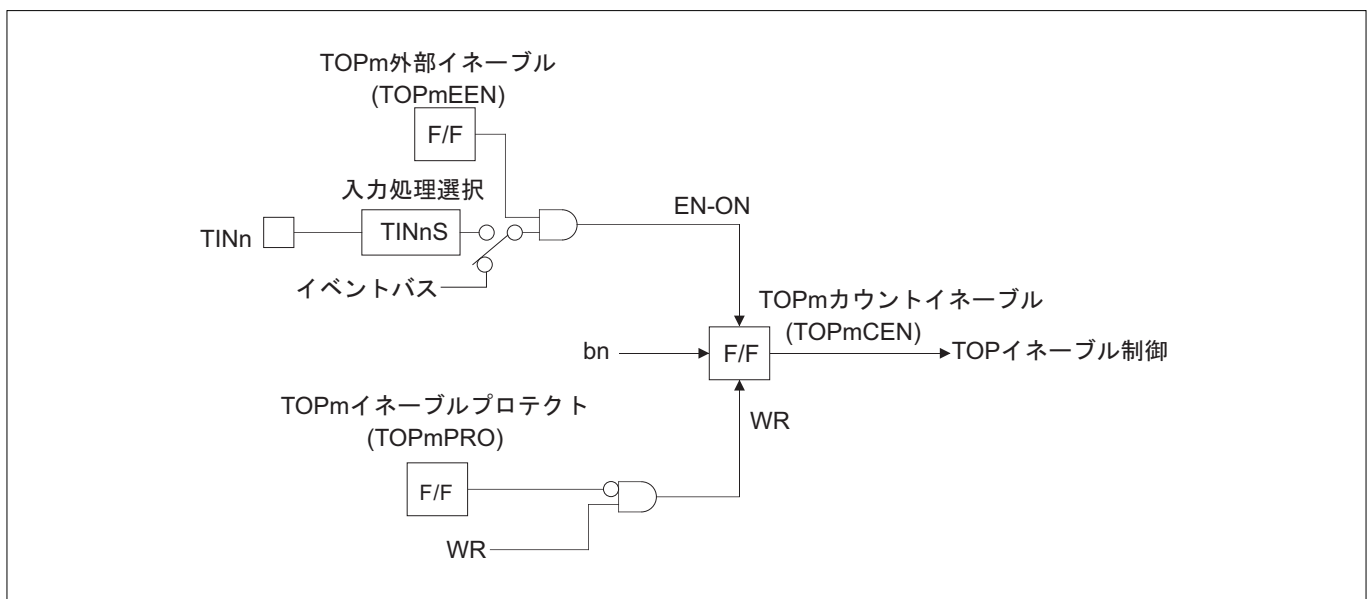 TOPm外部イネーブル
(TOPmEEN)
F/F
入力処理選択
TINn
TINnS
EN-ON
イベントバス
TOPmカウントイネーブル
(TOPmCEN)
bn
F/F
TOPイネーブル制御
TOPmイネーブルプロテクト
(TOPmPRO)
WR
F/F
WR